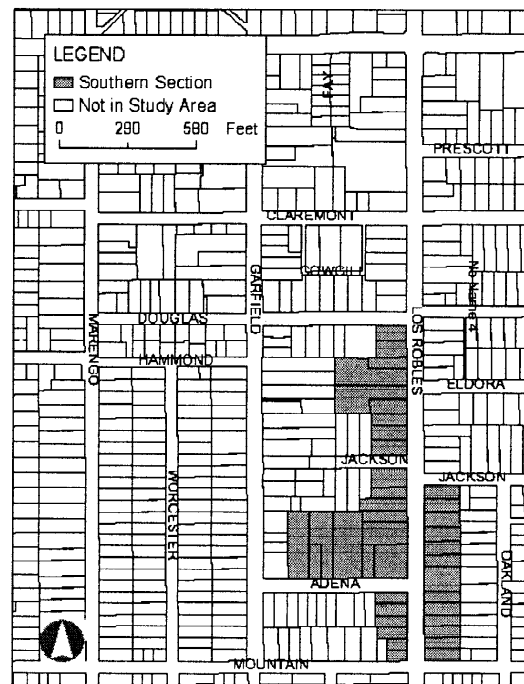 LEGEND
Southern Section
Not in Study Area
0 290 580 Feet
FAY
PRESCOTT
CLAREMONT
COWGILL
No Name 4
GARFIELD
DOUGLAS
LOS ROBLES
MARENGO
HAMMOND
ELDORA
JACKSON
JACKSON
WORCESTER
OAKLAND
ADENA
MOUNTAIN